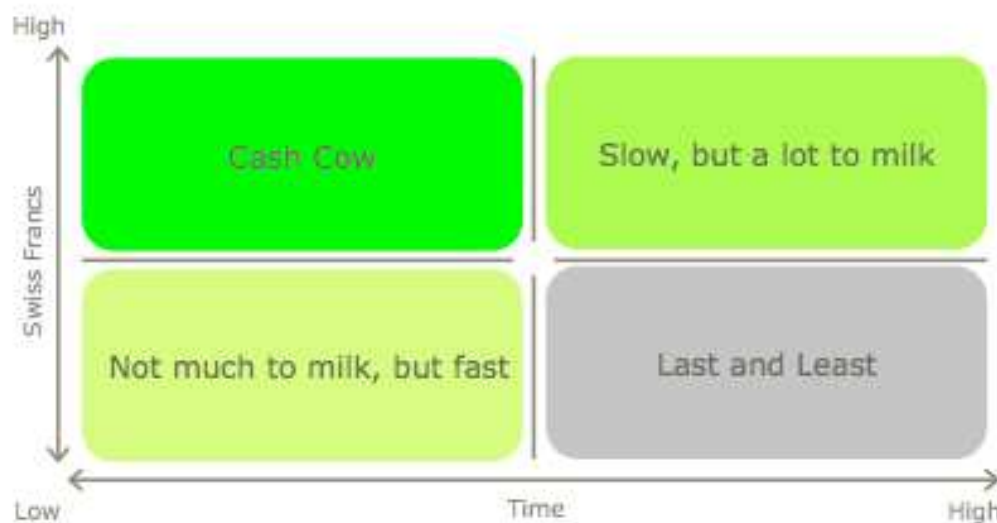 High
Cash Cow
Slow, but a lot to milk
Swiss Francs
Not much to milk, but fast
Last and Least
Low
Time
High